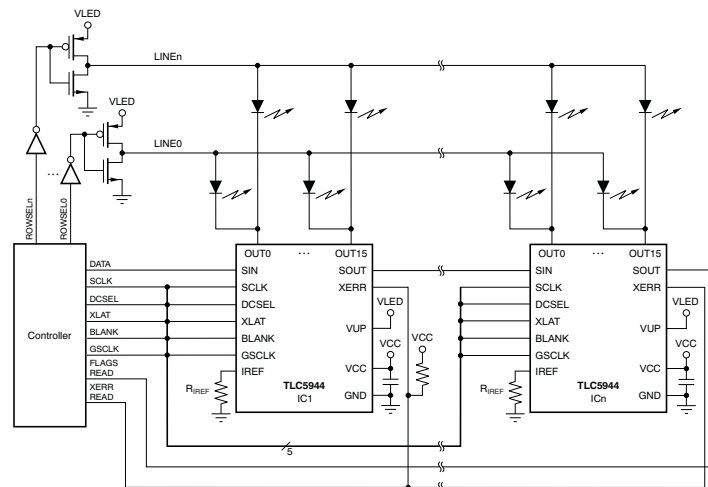 VLED
LINEn
VLED
LINE0
ROWSELn
...
ROWSEL0
OUT0 ... OUT15
OUT0 ... OUT15
Controller
DATA
SCLK
DCSEL
XLAT
BLANK
GSCLK
FLAGS
READ
XERR
READ
SIN
SCLK
DCSEL
XLAT
BLANK
GSCLK
IREF
SOUT
XERR
VUP
VCC
GND
TLC5944
IC1
RIREF
VLED
VCC
VCC
5
SIN
SCLK
DCSEL
XLAT
BLANK
GSCLK
IREF
SOUT
XERR
VUP
VCC
GND
TLC5944
ICn
RIREF
VLED
VCC